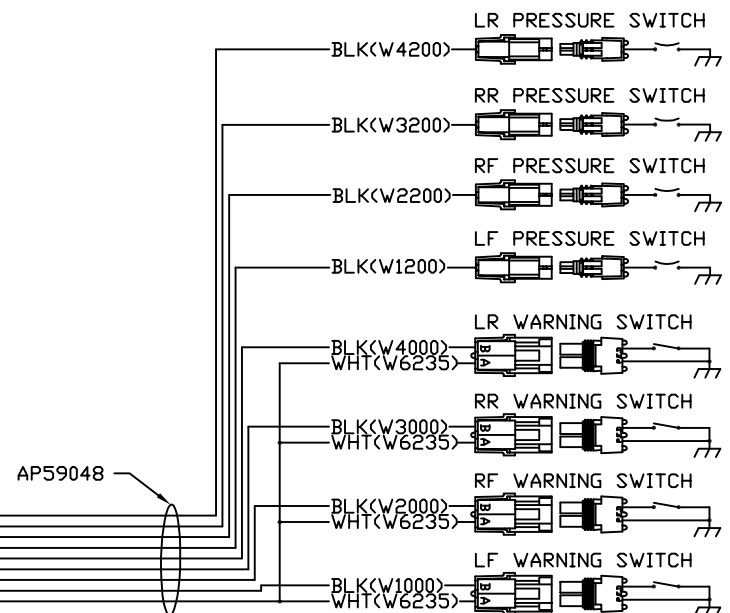 LR PRESSURE SWITCH
BLK(W4200)
RR PRESSURE SWITCH
BLK(W3200)
RF PRESSURE SWITCH
BLK(W2200)
LF PRESSURE SWITCH
BLK(W1200)
LR WARNING SWITCH
BLK(W4000)
B
WHT(W6235)
A
RR WARNING SWITCH
BLK(W3000)
B
WHT(W6235)
A
AP59048
RF WARNING SWITCH
BLK(W2000)
B
WHT(W6235)
A
LF WARNING SWITCH
BLK(W1000)
B
WHT(W6235)
A